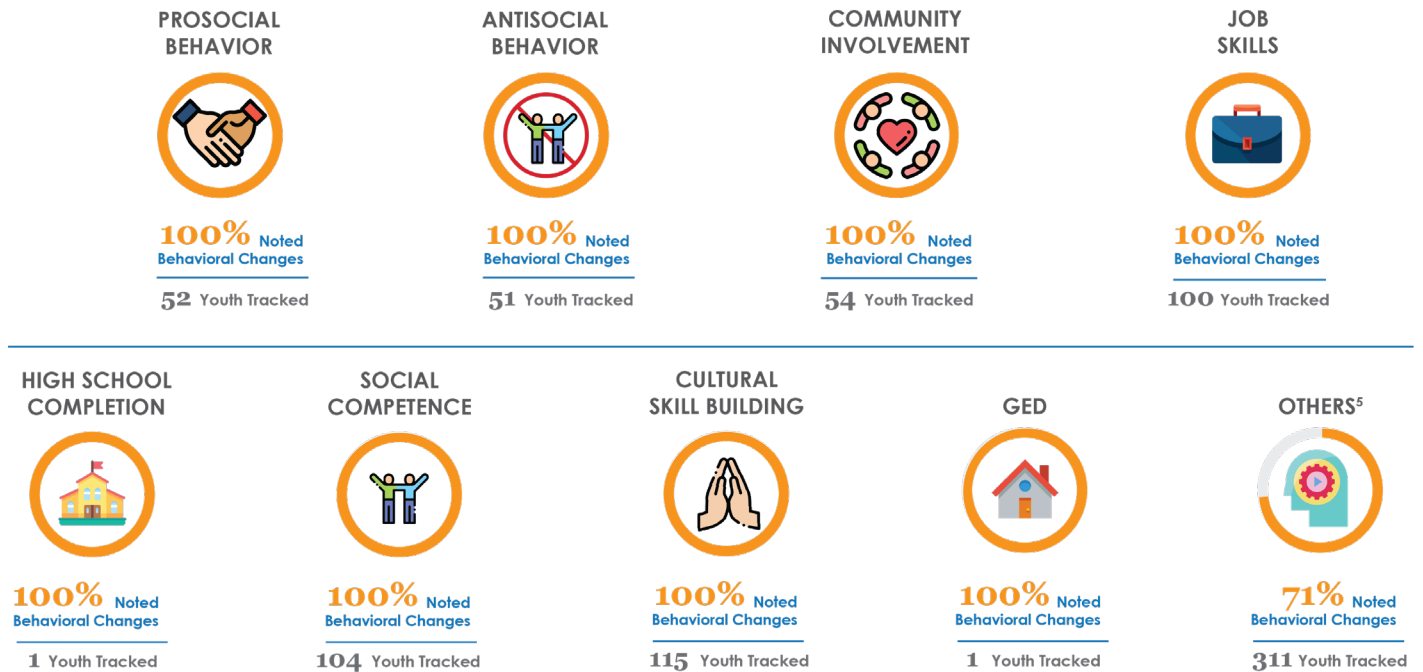 PROSOCIAL
BEHAVIOR
100% Noted
Behavioral Changes
52 Youth Tracked
ANTISOCIAL
BEHAVIOR
100% Noted
Behavioral Changes
51 Youth Tracked
COMMUNITY
INVOLVEMENT
100% Noted
Behavioral Changes
54 Youth Tracked
JOB
SKILLS
100% Noted
Behavioral Changes
100 Youth Tracked
HIGH SCHOOL
COMPLETION
100% Noted
Behavioral Changes
1 Youth Tracked
SOCIAL
COMPETENCE
100% Noted
Behavioral Changes
104 Youth Tracked
CULTURAL
SKILL BUILDING
100% Noted
Behavioral Changes
115 Youth Tracked
GED
100% Noted
Behavioral Changes
1 Youth Tracked
OTHERS⁵
71% Noted
Behavioral Changes
311 Youth Tracked